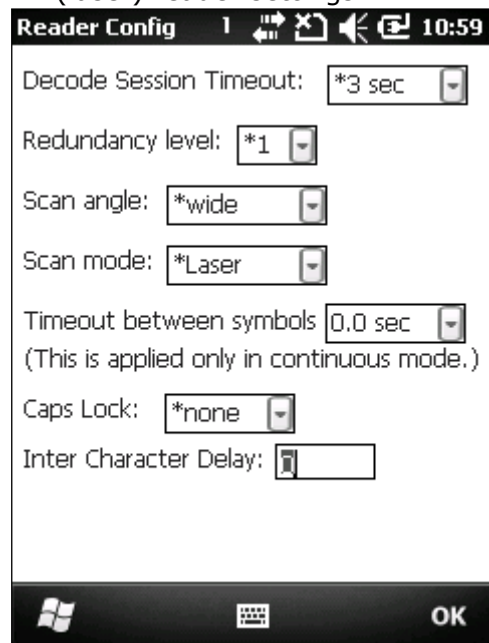 Reader Config 1 10:59
Decode Session Timeout: *3 sec
Redundancy level: *1
Scan angle: *wide
Scan mode: *Laser
Timeout between symbols 0.0 sec
(This is applied only in continuous mode.)
Caps Lock: *none
Inter Character Delay:
OK